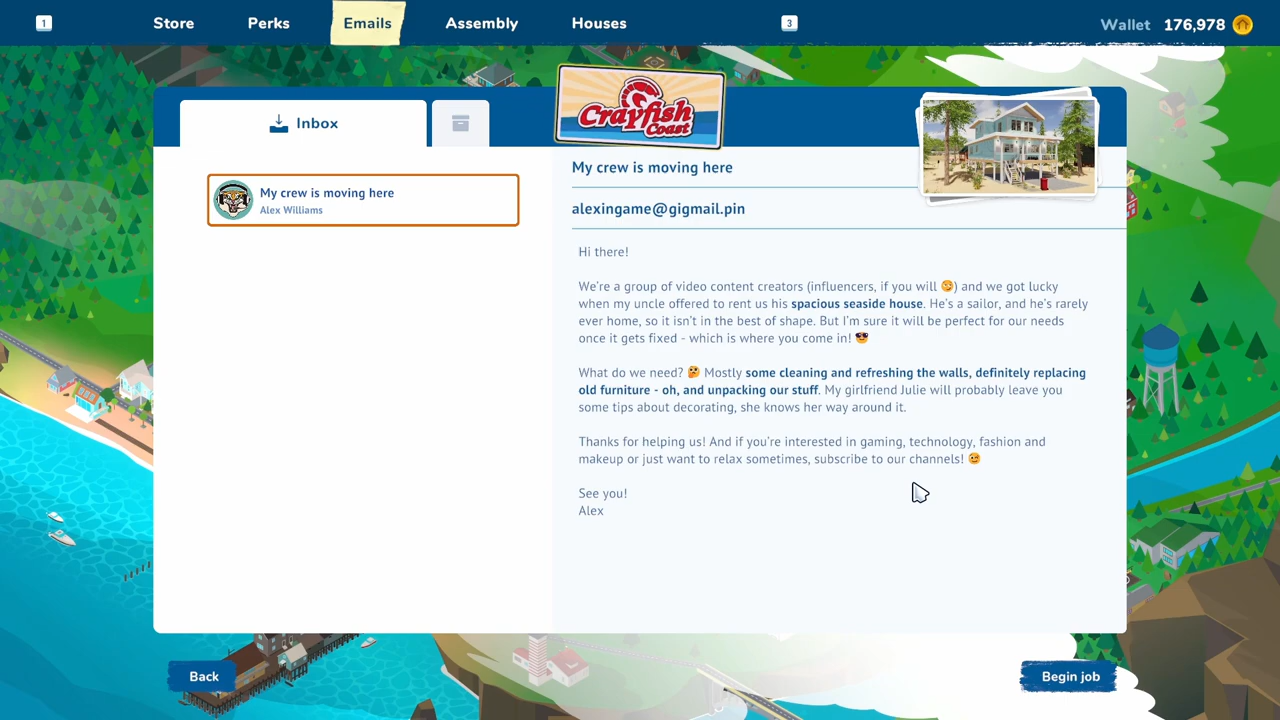 1
Store
Perks
Emails
Assembly
Houses
3
Wallet 176,978
Inbox
Crayfish
Coast
My crew is moving here
Alex Williams
My crew is moving here
alexingame@gigmail.pin
Hi there!
We're a group of video content creators (influencers, if you will 😏) and we got lucky
when my uncle offered to rent us his spacious seaside house. He's a sailor, and he's rarely
ever home, so it isn't in the best of shape. But I'm sure it will be perfect for our needs
once it gets fixed - which is where you come in! 😎
What do we need? 🤔 Mostly some cleaning and refreshing the walls, definitely replacing
old furniture - oh, and unpacking our stuff. My girlfriend Julie will probably leave you
some tips about decorating, she knows her way around it.
Thanks for helping us! And if you're interested in gaming, technology, fashion and
makeup or just want to relax sometimes, subscribe to our channels! 😉
See you!
Alex
Back
Begin job